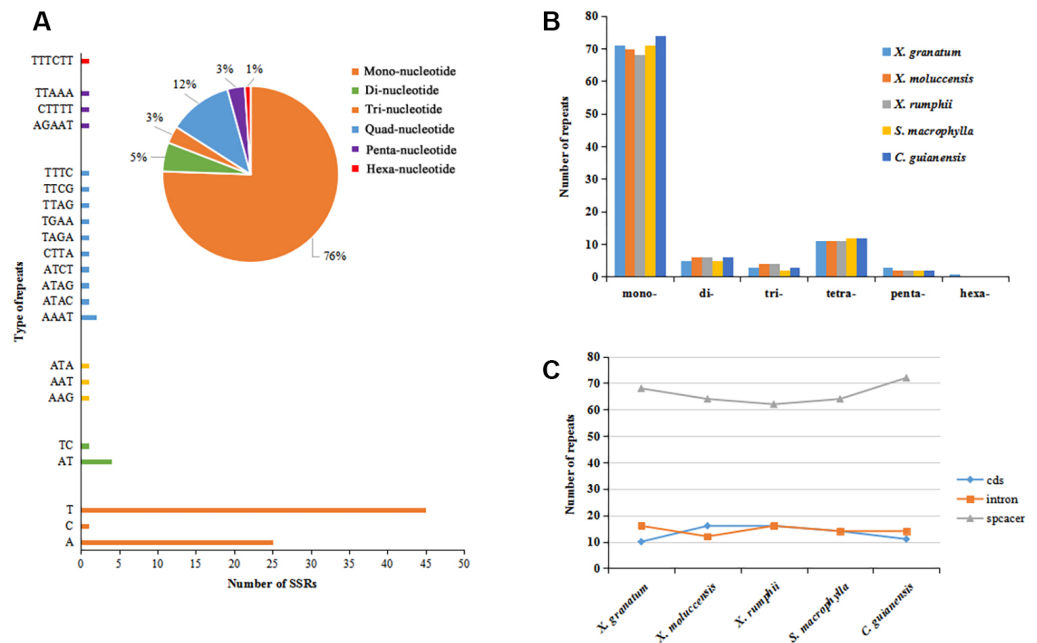 A
Type of repeats
TTTCTT
TTAAA
CTTTT
AGAAT
TTTC
TTCG
TTAG
TGAA
TAGA
CTTA
ATCT
ATAG
ATAC
AAAT
ATA
AAT
AAG
TC
AT
T
C
A
0 5 10 15 20 25 30 35 40 45 50
Number of SSRs
3% 1%
12%
3%
5%
76%
Mono-nucleotide
Di-nucleotide
Tri-nucleotide
Quad-nucleotide
Penta-nucleotide
Hexa-nucleotide
B
Number of repeats
80
70
60
50
40
30
20
10
0
mono- di- tri- tetra- penta- hexa-
X. granatum
X. moluccensis
X. rumphii
S. macrophylla
C. guianensis
C
Number of repeats
80
70
60
50
40
30
20
10
0
X. granatum
X. moluccensis
X. rumphii
S. macrophylla
C. guianensis
cds
intron
spcacer